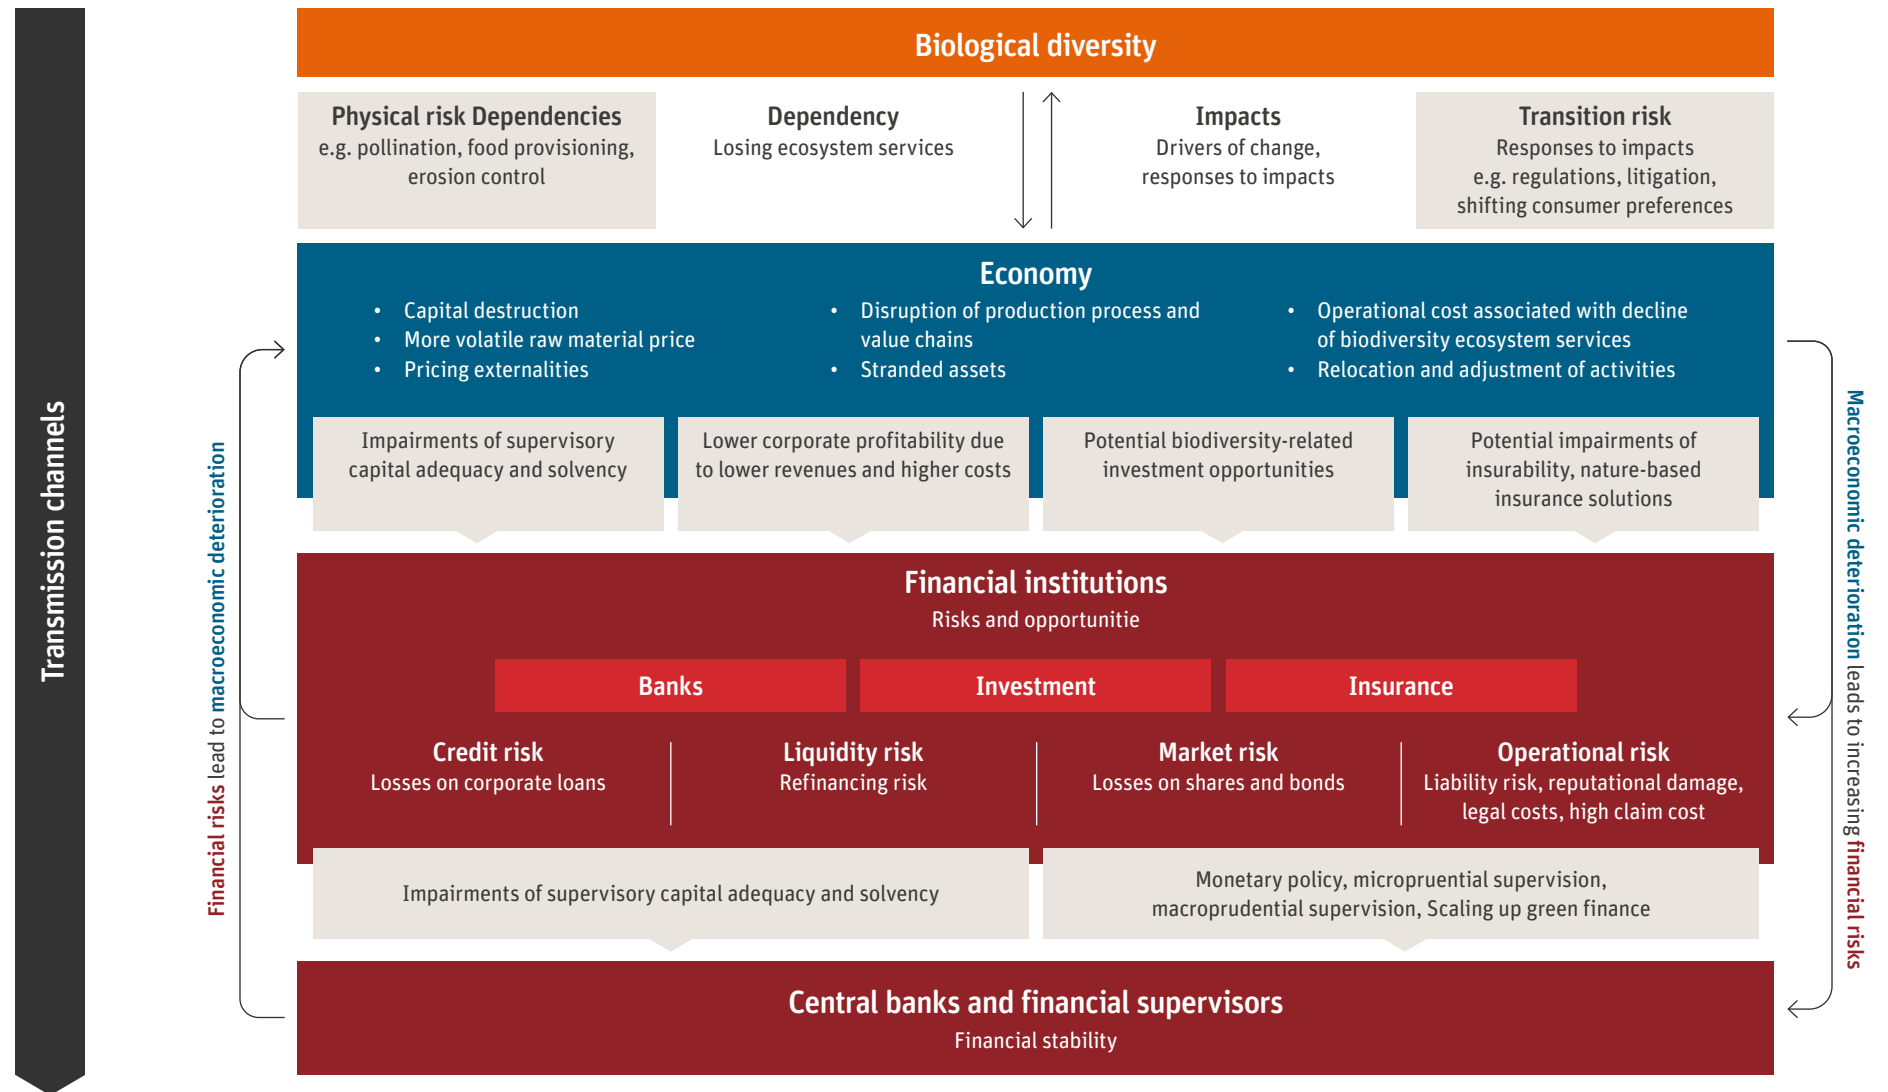 Biological diversity
Physical risk Dependencies
e.g. pollination, food provisioning,
erosion control
Dependency
Losing ecosystem services
Impacts
Drivers of change,
responses to impacts
Transition risk
Responses to impacts
e.g. regulations, litigation,
shifting consumer preferences
Economy
• Capital destruction
• More volatile raw material price
• Pricing externalities
• Disruption of production process and
value chains
• Stranded assets
• Operational cost associated with decline
of biodiversity ecosystem services
• Relocation and adjustment of activities
Impairments of supervisory
capital adequacy and solvency
Lower corporate profitability due
to lower revenues and higher costs
Potential biodiversity-related
investment opportunities
Potential impairments of
insurability, nature-based
insurance solutions
Financial institutions
Risks and opportunitie
Banks
Investment
Insurance
Credit risk
Losses on corporate loans
Liquidity risk
Refinancing risk
Market risk
Losses on shares and bonds
Operational risk
Liability risk, reputational damage,
legal costs, high claim cost
Impairments of supervisory capital adequacy and solvency
Monetary policy, micropruential supervision,
macroprudential supervision, Scaling up green finance
Central banks and financial supervisors
Financial stability
Transmission channels
Financial risks lead to macroeconomic deterioration
Macroeconomic deterioration leads to increasing financial risks